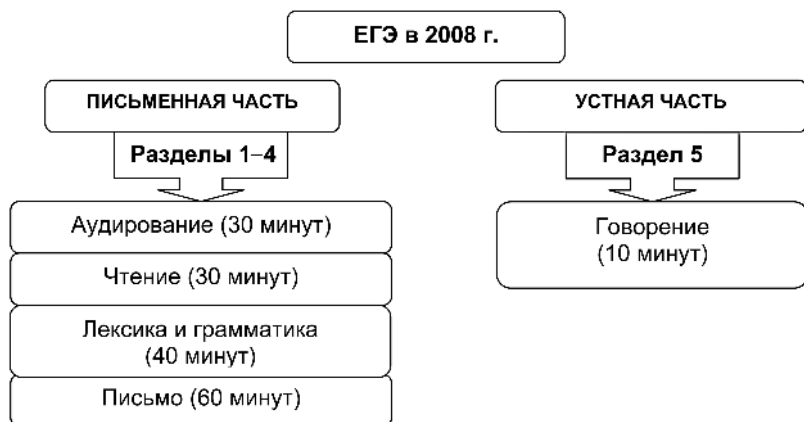 ЕГЭ в 2008 г.
ПИСЬМЕННАЯ ЧАСТЬ
Разделы 1–4
Аудирование (30 минут)
Чтение (30 минут)
Лексика и грамматика
(40 минут)
Письмо (60 минут)
УСТНАЯ ЧАСТЬ
Раздел 5
Говорение
(10 минут)